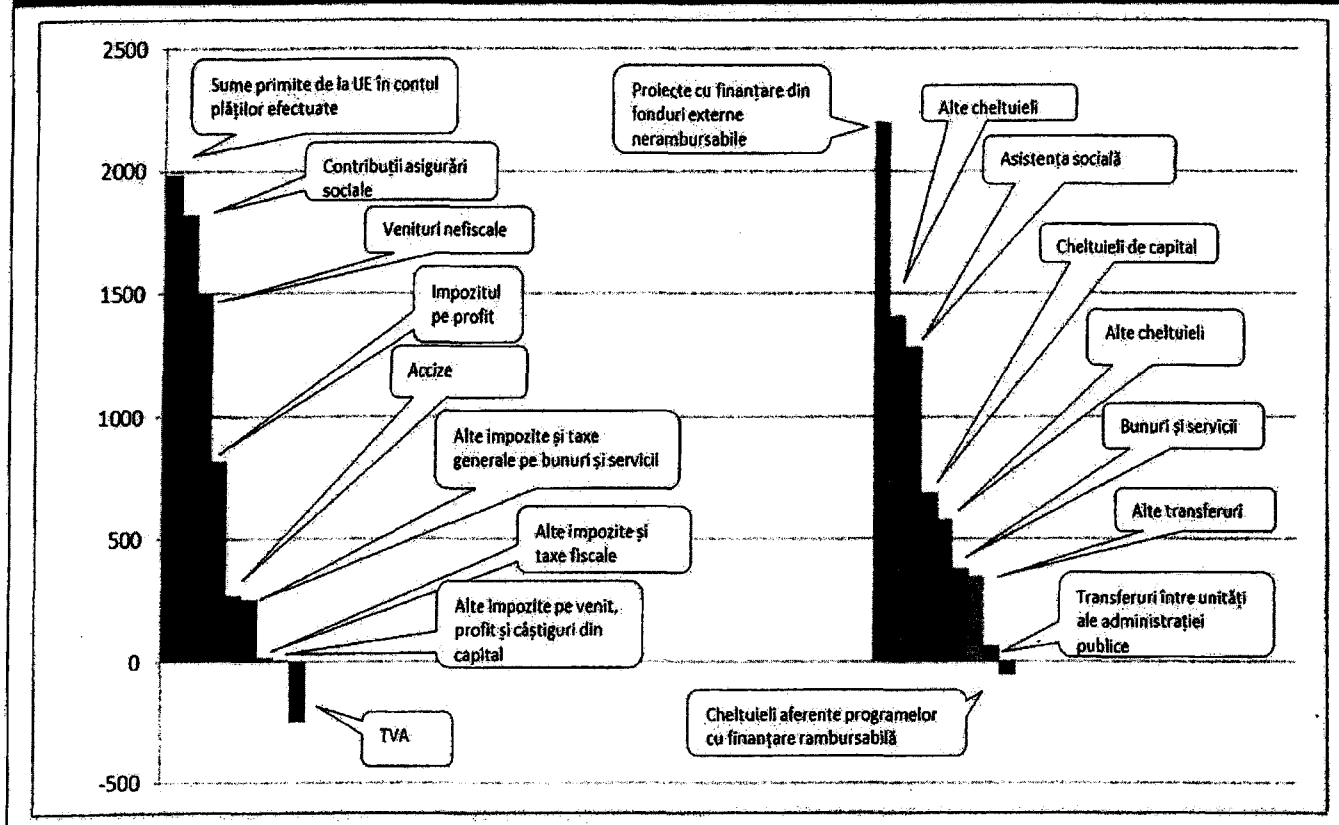 2500
2000
1500
1000
500
0
-500
Sume primite de la UE în contul
plăților efectuate
Contribuții asigurări
sociale
Venituri nefiscale
Impozitul
pe profit
Accize
Alte impozite și taxe
generale pe bunuri și servicii
Alte impozite și
taxe fiscale
Alte impozite pe venit,
profit și câștiguri din
capital
TVA
Proiecte cu finanțare din
fonduri externe
nerambursabile
Alte cheltuieli
Asistența socială
Cheltuieli de capital
Alte cheltuieli
Bunuri și servicii
Alte transferuri
Transferuri între unități
ale administrației
publice
Cheltuieli aferente programelor
cu finanțare rambursabilă